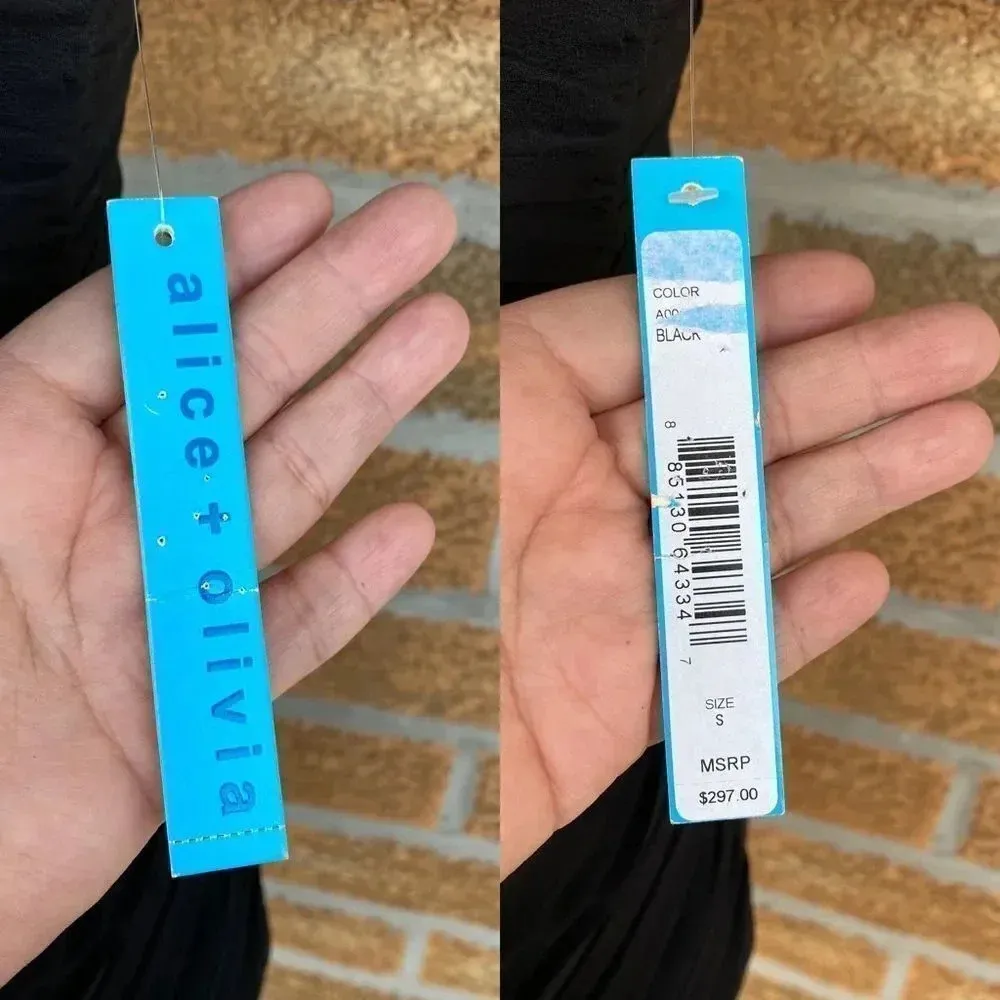 alice + olivia
COLOR
BLACK
8 85130 64334 7
SIZE
S
MSRP
$297.00